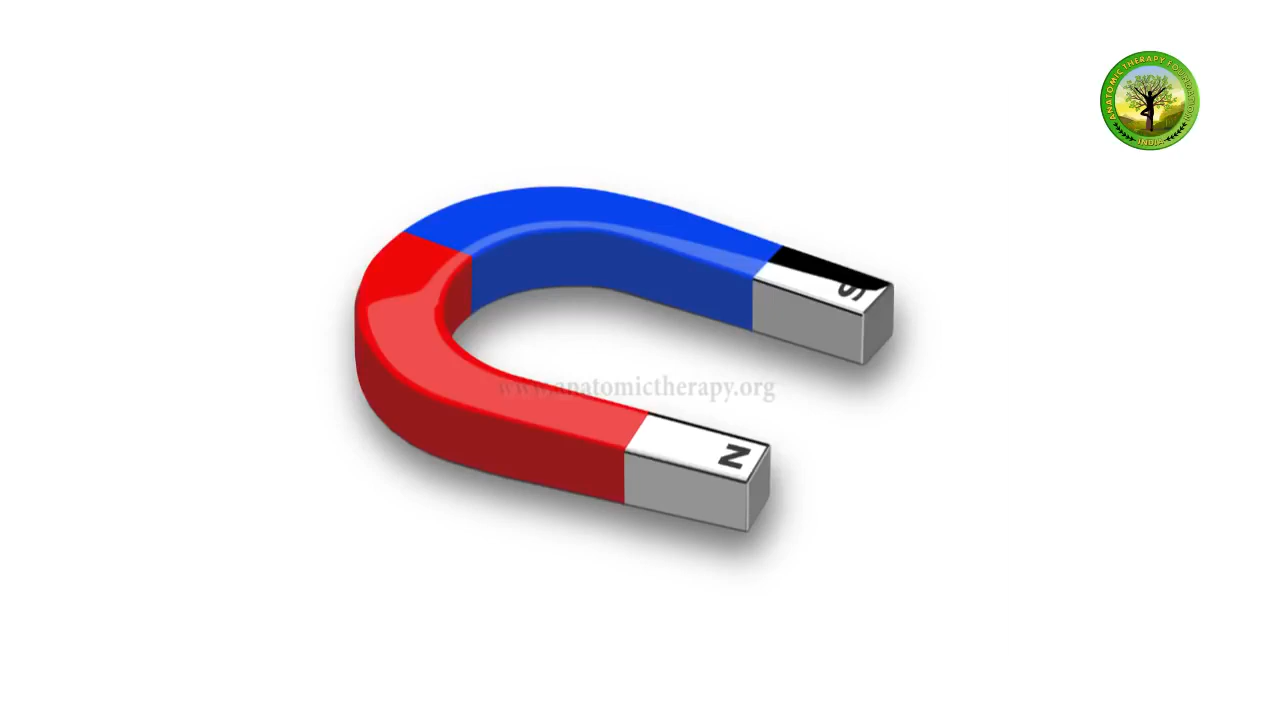 ANATOMIC THERAPY FOUNDATION
INDIA
S
www.anatomictherapy.org
N